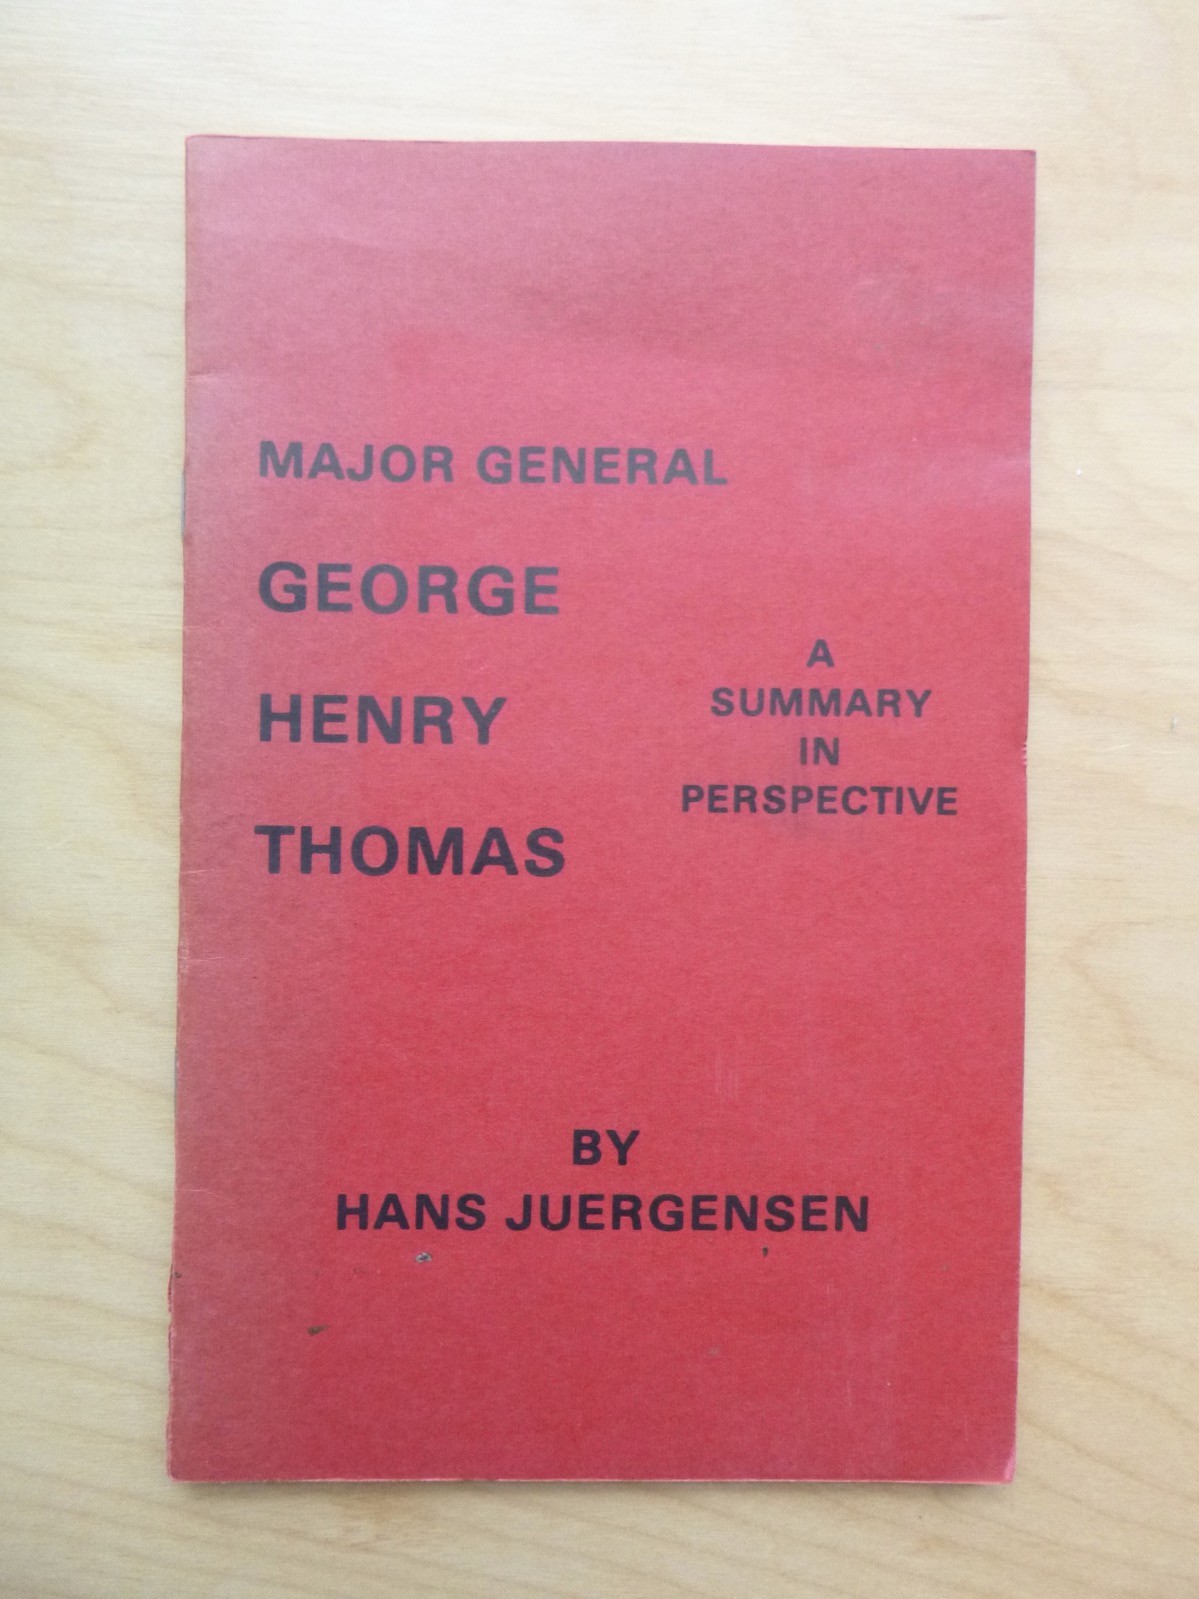 MAJOR GENERAL
GEORGE
HENRY
THOMAS
A
SUMMARY
IN
PERSPECTIVE
BY
HANS JUERGENSEN